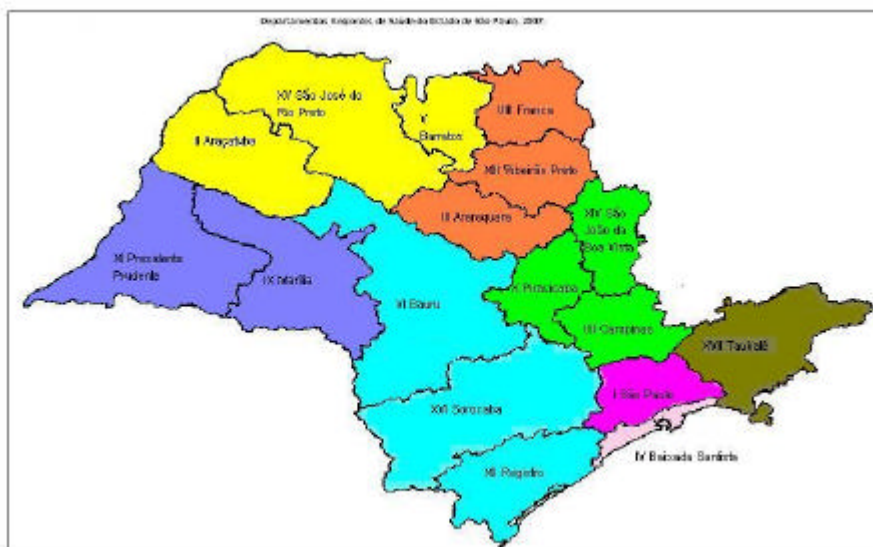 Departamentos Regionais de Saúde do Estado de São Paulo, 2007.
XV São José do
Rio Preto
V
Barretos
VIII Franca
II Araçatuba
XIII Ribeirão Preto
III Araraquara
XIV São
João da
Boa Vista
XI Presidente
Prudente
IX Marília
VI Bauru
X Piracicaba
VII Campinas
XVII Taubaté
I São Paulo
XVI Sorocaba
IV Baixada Santista
XII Registro